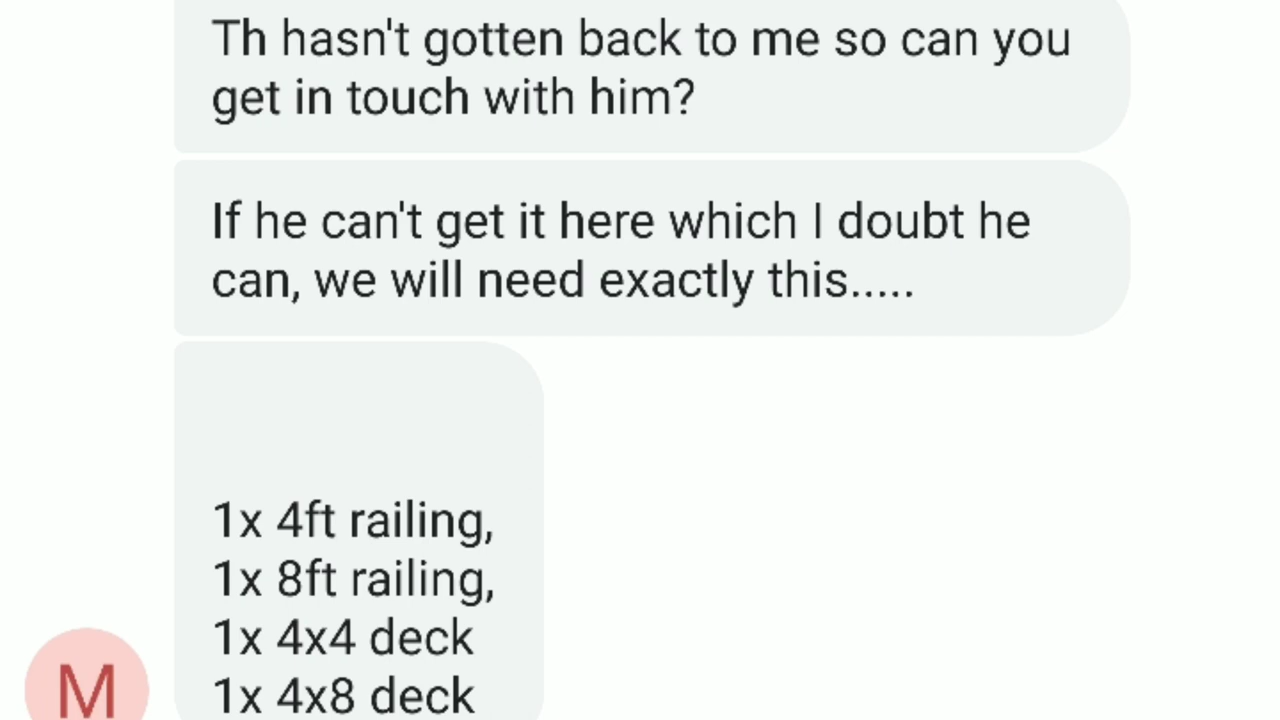 Th hasn't gotten back to me so can you
get in touch with him?
If he can't get it here which I doubt he
can, we will need exactly this.....
1x 4ft railing,
1x 8ft railing,
1x 4x4 deck
M
1x 4x8 deck